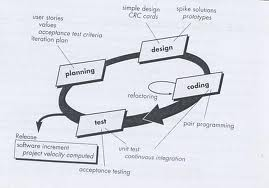 user stories
values
acceptance test criteria
iteration plan
simple design
CRC cards
spike solutions
prototypes
planning
design
coding
refactoring
pair programming
test
unit test
continuous integration
Release
software increment
project velocity computed
acceptance testing